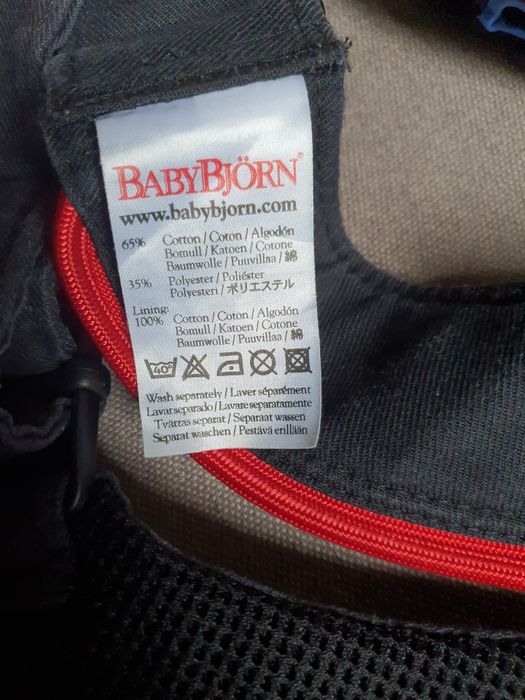 BABYBJÖRN®
www.babybjorn.com
65% Cotton / Coton / Algodón
Bomull / Katoen / Cotone
Baumwolle / Puuvillaa / 綿
35% Polyester / Poliéster
Polyesteri / ポリエステル
Lining:
100% Cotton / Coton / Algodón
Bomull / Katoen / Cotone
Baumwolle / Puuvillaa / 綿
40°
Wash separately / Laver séparément
Lavar separado / Lavare separatamente
Tvättas separat / Separaat wassen
Separat waschen / Pestävä erillään